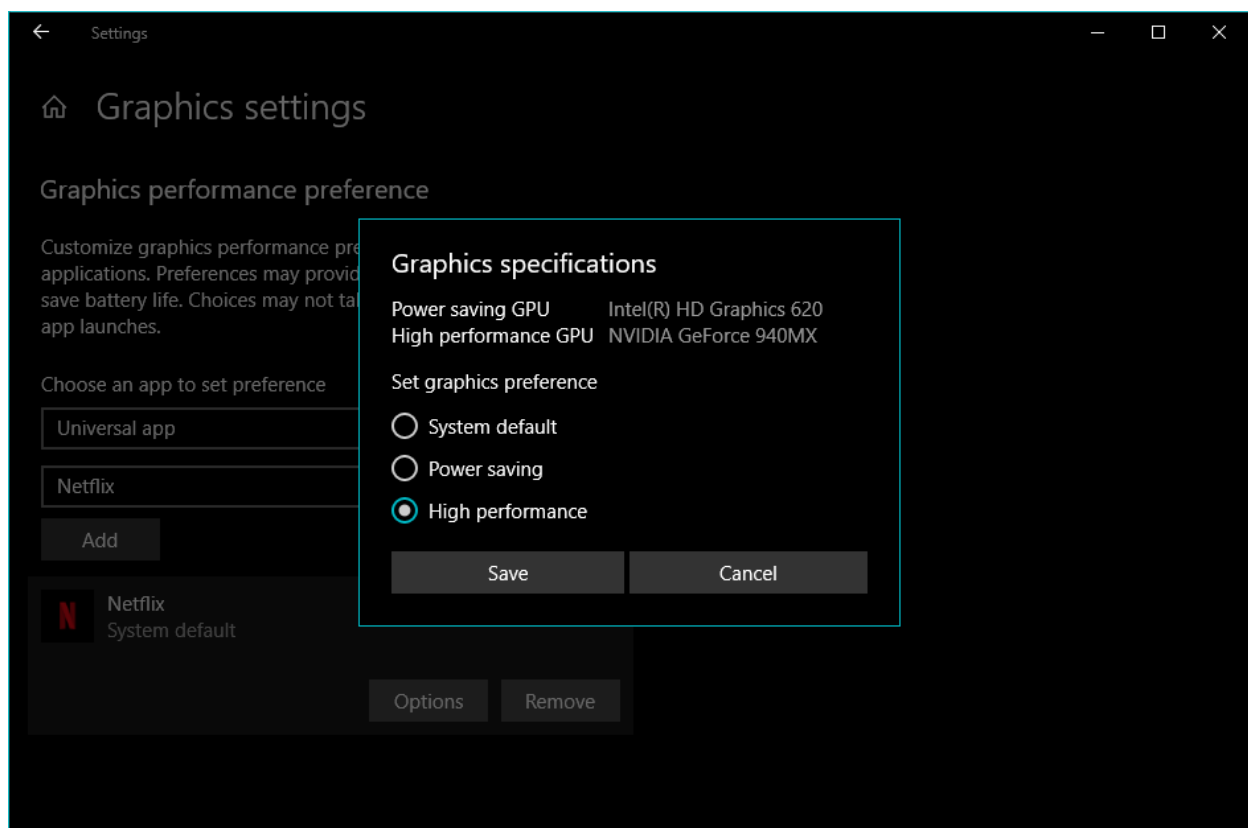 Settings
Graphics settings
Graphics performance preference
Customize graphics performance pre
applications. Preferences may provid
save battery life. Choices may not ta
app launches.
Choose an app to set preference
Universal app
Netflix
Add
N
Netflix
System default
Options
Remove
Graphics specifications
Power saving GPU Intel(R) HD Graphics 620
High performance GPU NVIDIA GeForce 940MX
Set graphics preference
System default
Power saving
High performance
Save
Cancel